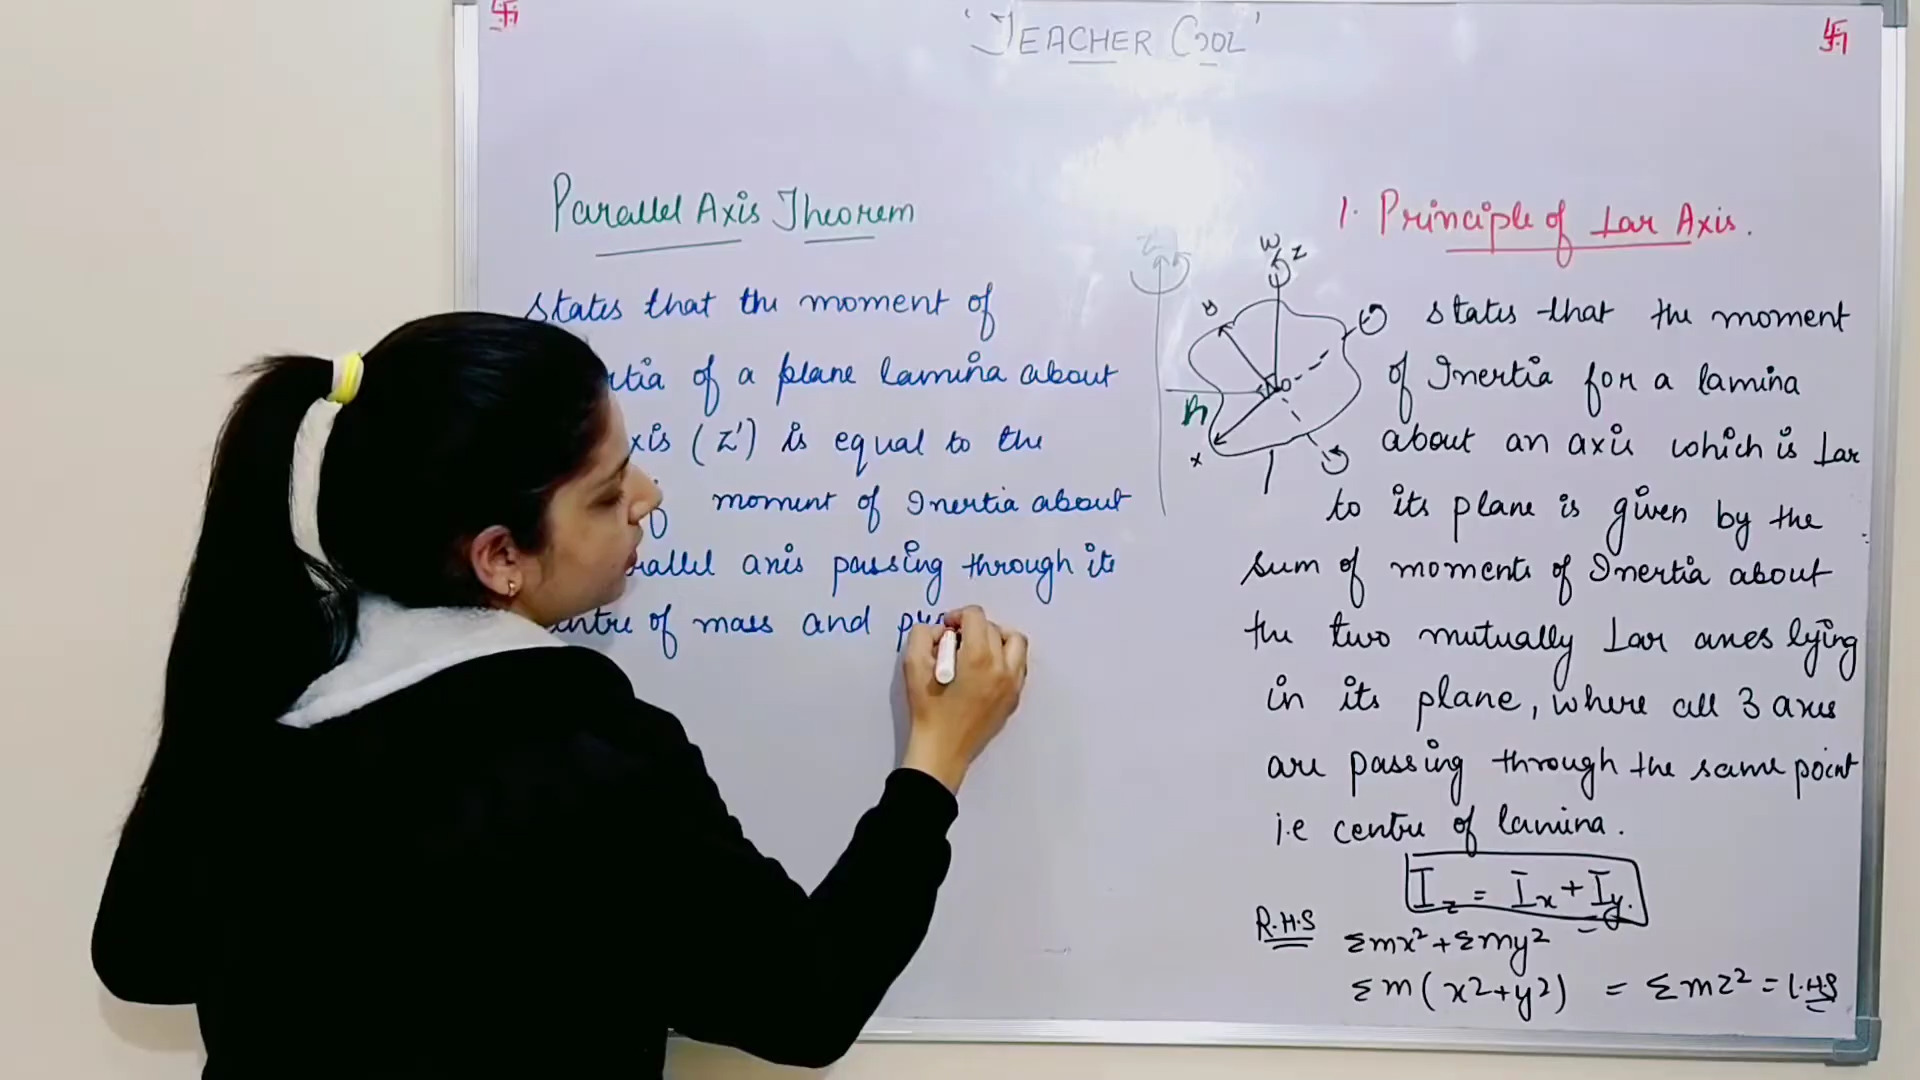 'TEACHER COOL'
Parallel Axis Theorem
states that the moment of
of a plane lamina about
(Z') is equal to the
moment of Inertia about
axis passing through its
of mass and
1. Principle of ⊥ar Axis.
W
Z
y
x
h
states that the moment
of Inertia for a lamina
about an axis which is ⊥ar
to its plane is given by the
sum of moments of Inertia about
the two mutually ⊥ar axes lying
in its plane, where all 3 axes
are passing through the same point
i.e centre of lamina.
I_z = I_x + I_y.
R.H.S
Σmx²+Σmy²
Σm(x2+y2) = Σmz² = L.H.S